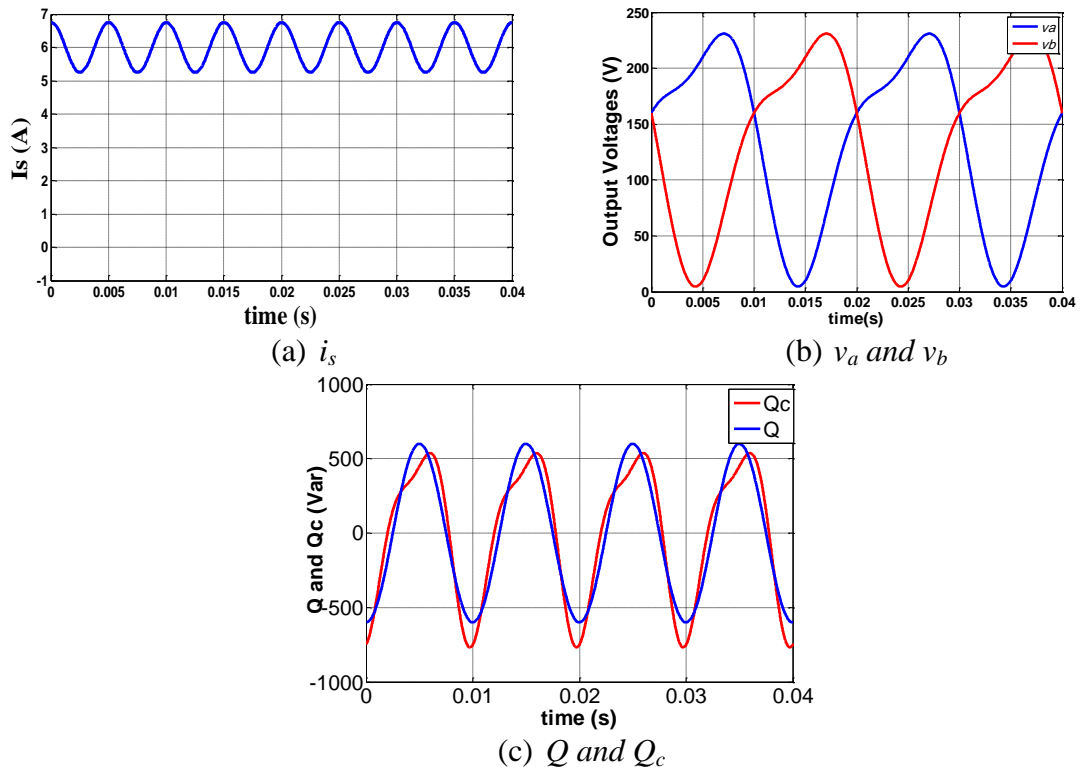 7
6
5
4
3
2
1
0
-1
Is (A)
0 0.005 0.01 0.015 0.02 0.025 0.03 0.035 0.04
time (s)
(a) is
250
200
150
100
50
0
Output Voltages (V)
va
vb
0 0.005 0.01 0.015 0.02 0.025 0.03 0.035 0.04
time(s)
(b) va and vb
1000
500
0
-500
-1000
Q and Qc (Var)
Qc
Q
0 0.01 0.02 0.03 0.04
time (s)
(c) Q and Qc